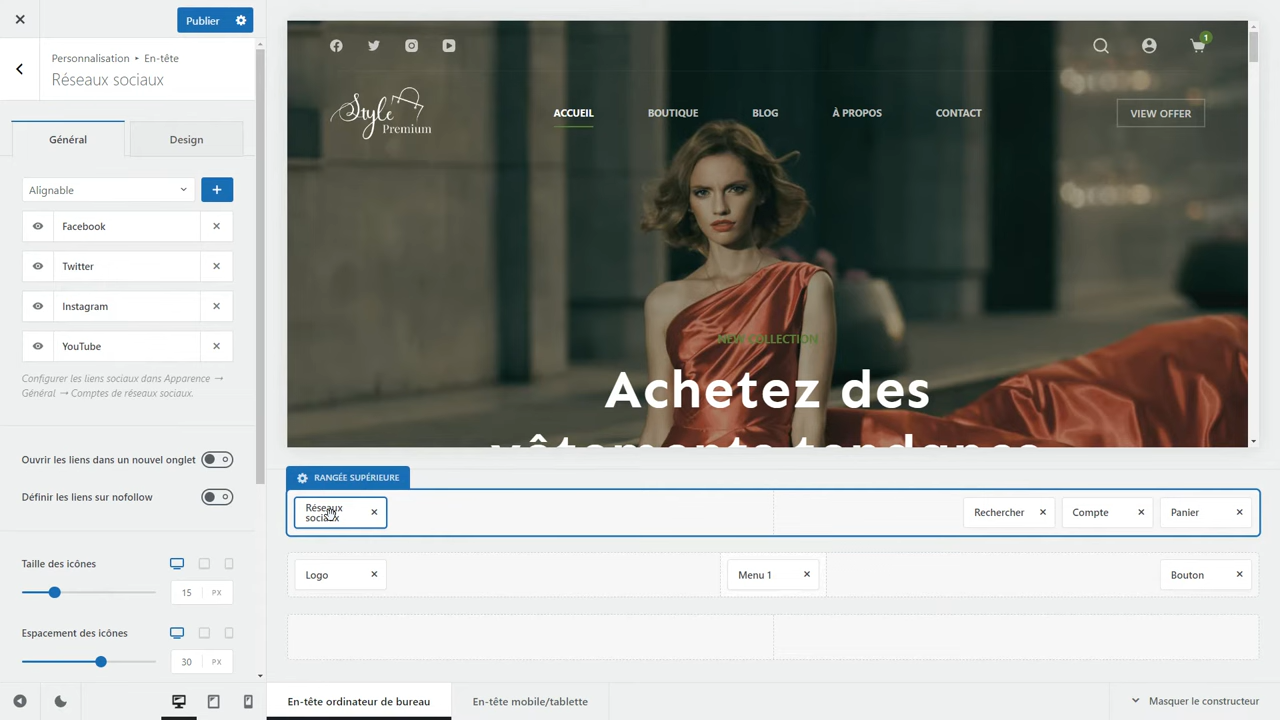 Publier
Personnalisation ▸ En-tête
Réseaux sociaux
Général
Design
Alignable
Facebook
Twitter
Instagram
YouTube
Configurer les liens sociaux dans Apparence →
Général → Comptes de réseaux sociaux.
Ouvrir les liens dans un nouvel onglet
Définir les liens sur nofollow
Taille des icônes
15 PX
Espacement des icônes
30 PX
1
Style
Premium
ACCUEIL
BOUTIQUE
BLOG
À PROPOS
CONTACT
VIEW OFFER
NEW COLLECTION
Achetez des
vêtements tendance
RANGÉE SUPÉRIEURE
Réseaux
sociaux
Rechercher
Compte
Panier
Logo
Menu 1
Bouton
En-tête ordinateur de bureau
En-tête mobile/tablette
Masquer le constructeur